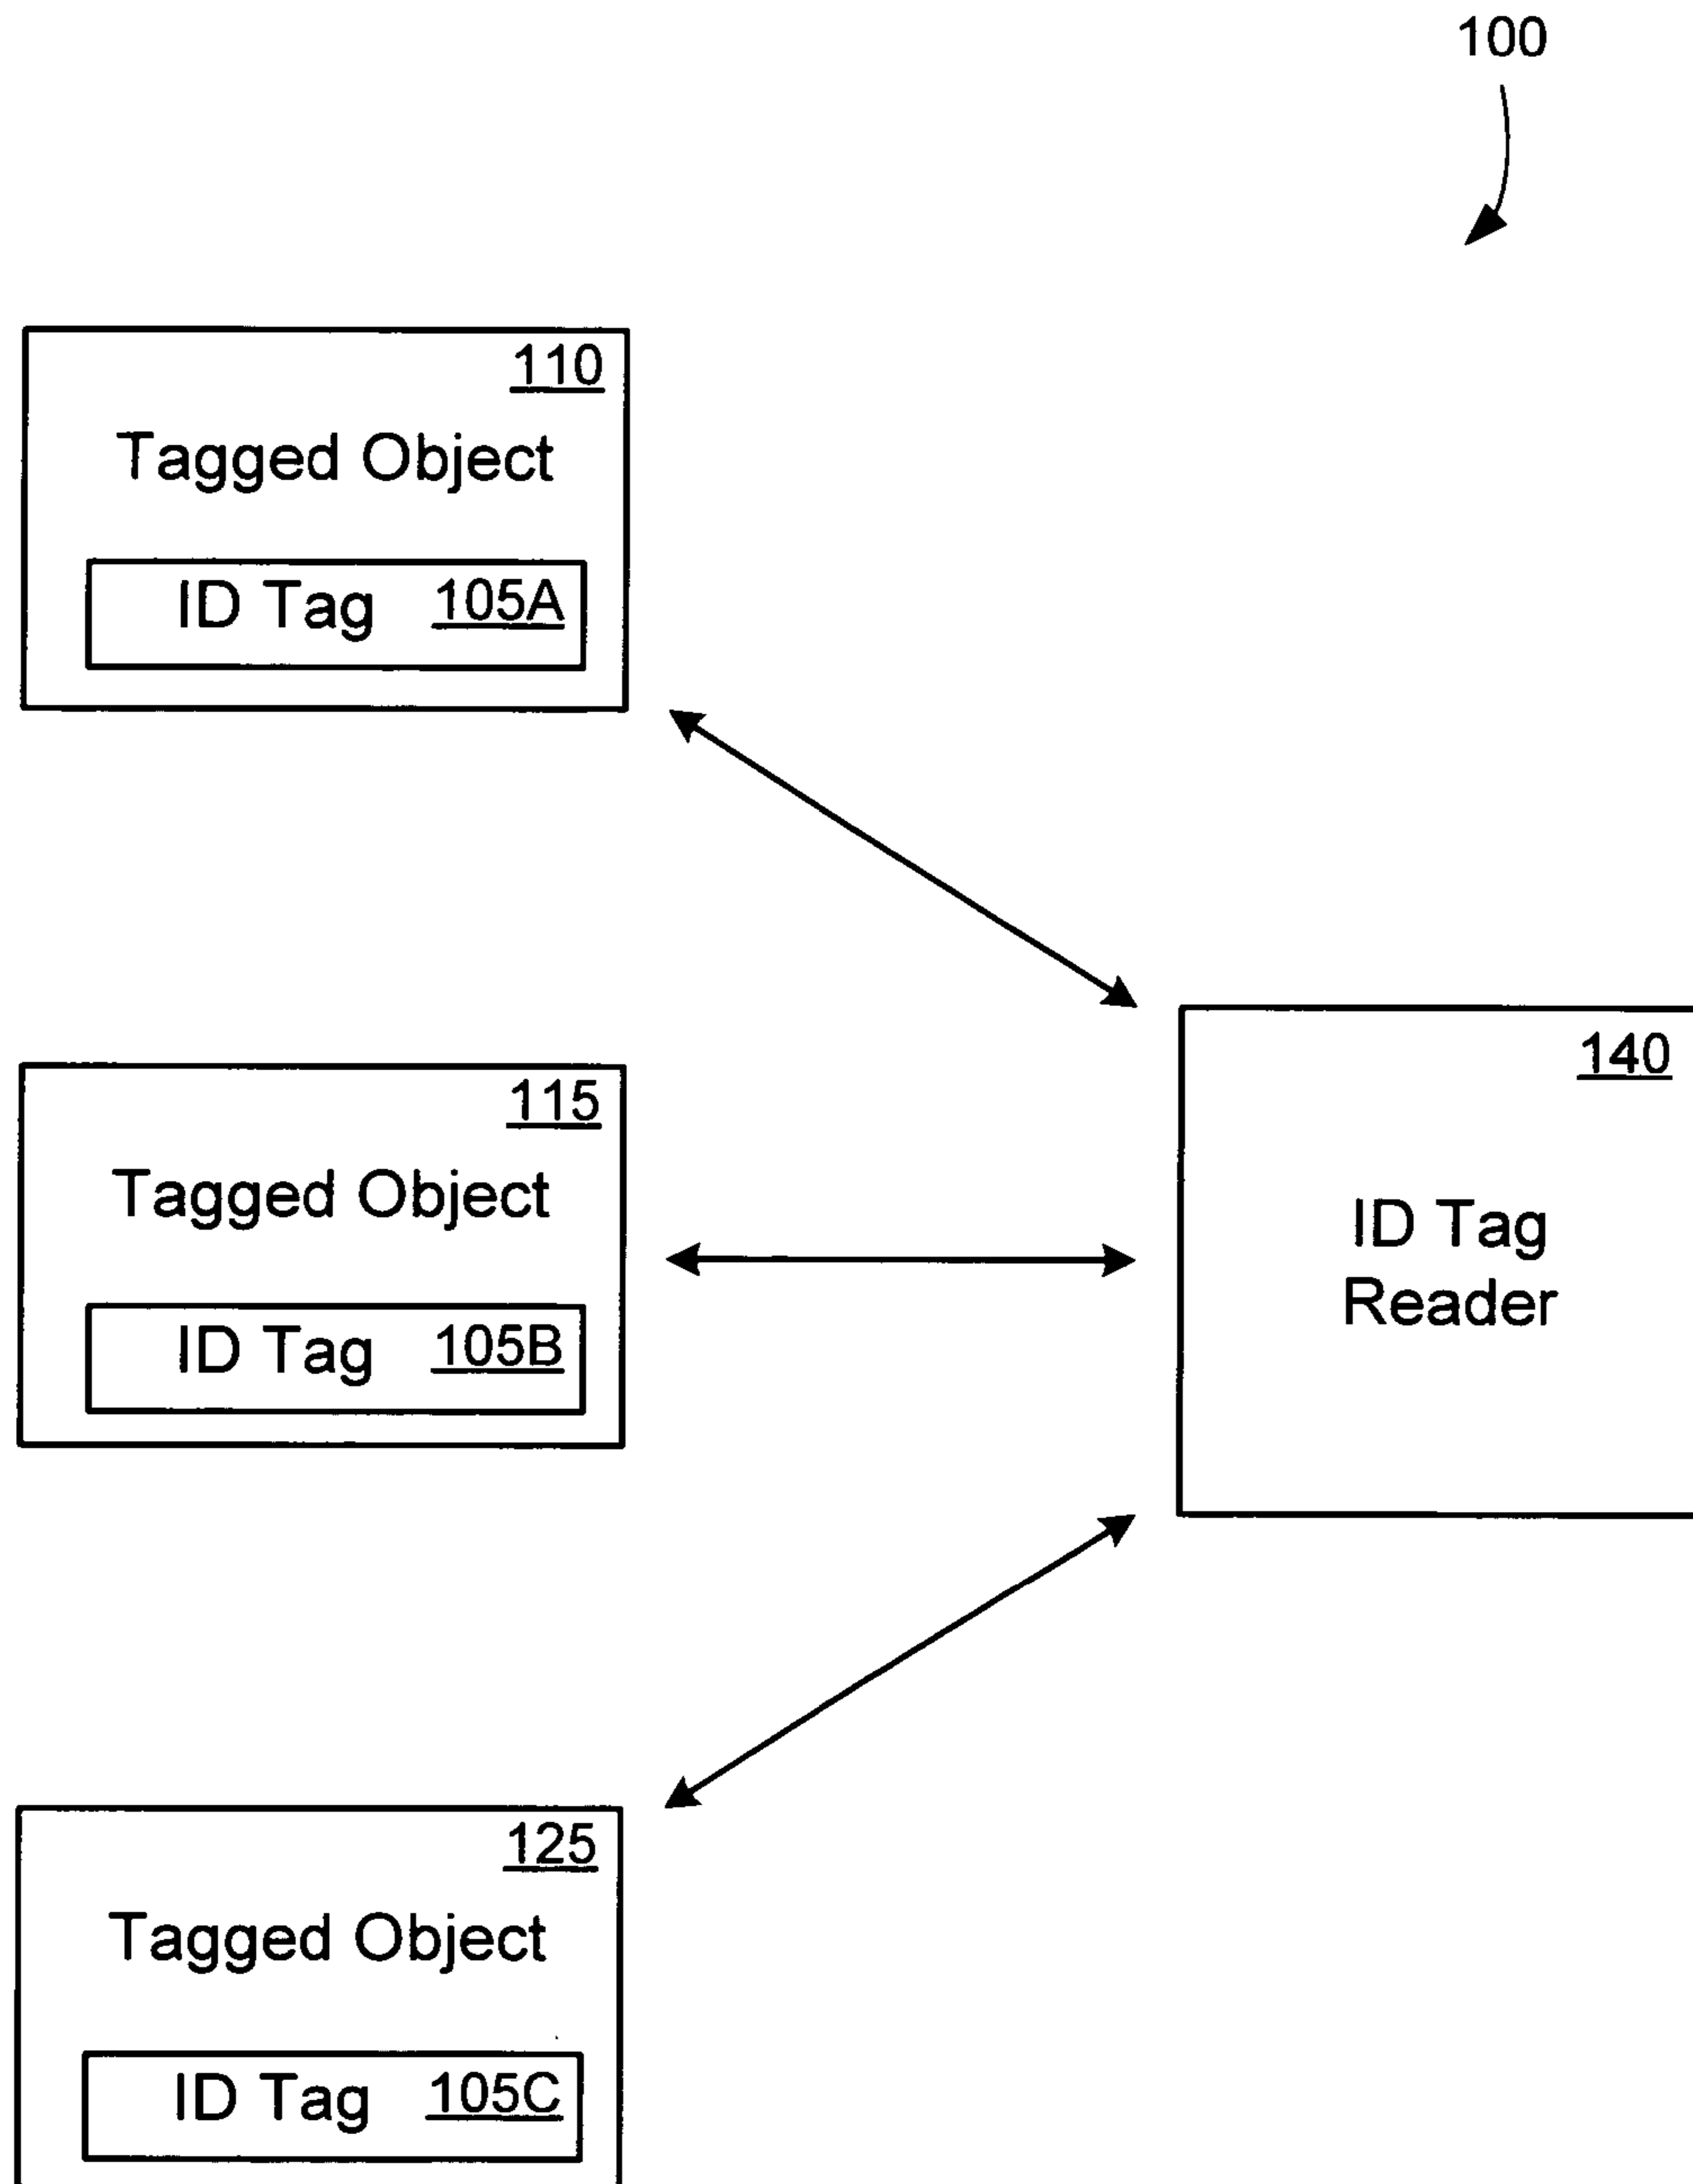 100
110
Tagged Object
ID Tag 105A
115
Tagged Object
ID Tag 105B
140
ID Tag
Reader
125
Tagged Object
ID Tag 105C